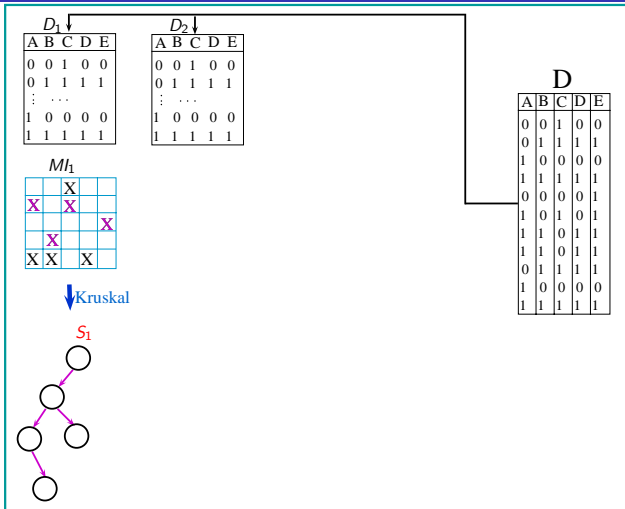 D₁
A B C D E
0 0 1 0 0
0 1 1 1 1
⋮ ...
1 0 0 0 0
1 1 1 1 1
D₂
A B C D E
0 0 1 0 0
0 1 1 1 1
⋮ ...
1 0 0 0 0
1 1 1 1 1
D
A B C D E
0 0 1 0 0
0 1 1 1 1
1 0 0 1 0
1 1 1 1 1
0 0 0 0 1
1 0 1 0 1
1 1 0 1 1
1 1 0 1 1
0 1 1 1 1
1 0 0 0 0
1 1 1 1 1
MI₁
X
X X
X
X
X X X
Kruskal
S₁